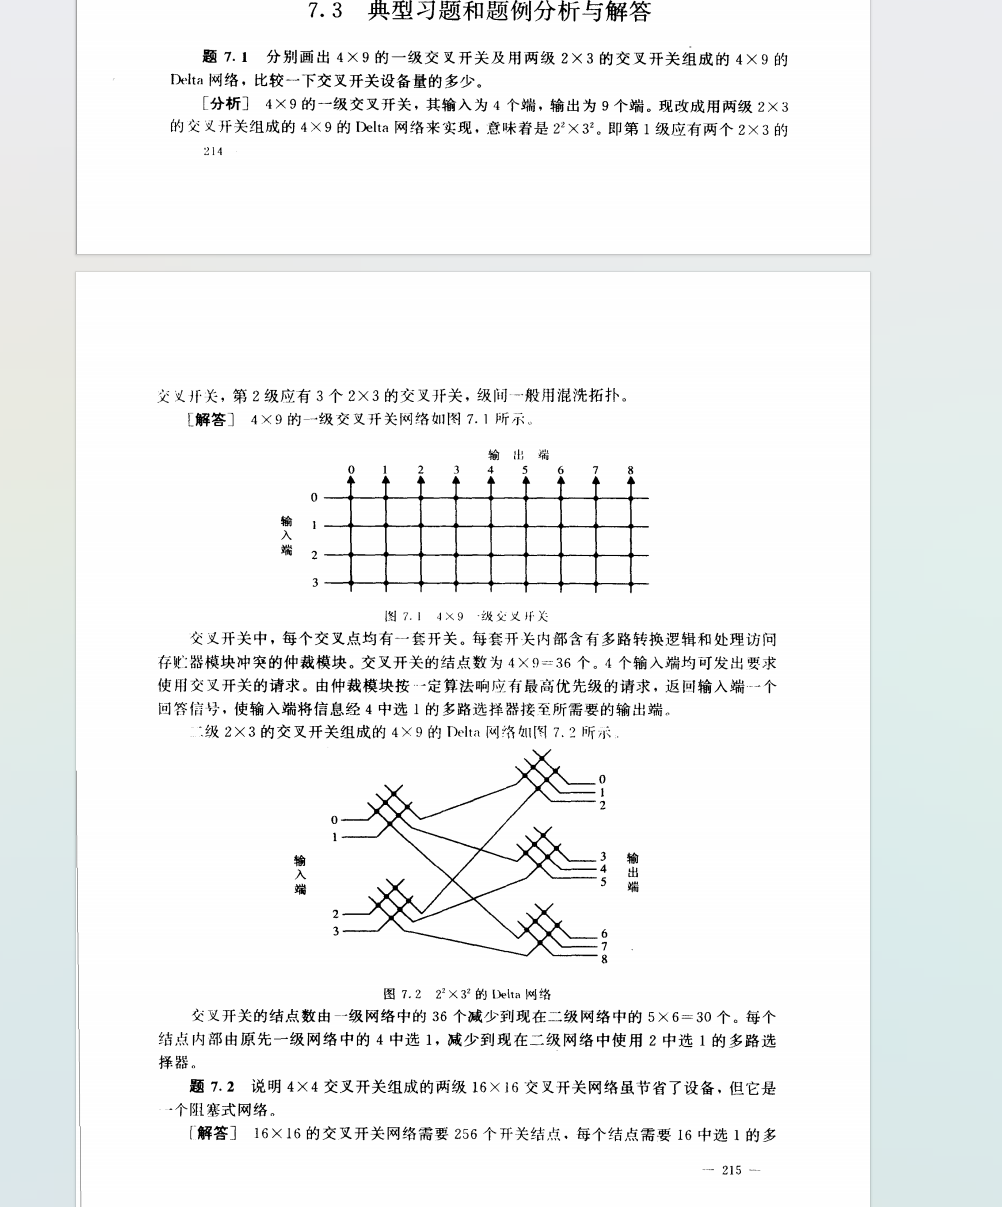 7.3 典型习题和题例分析与解答
题 7.1 分别画出 4×9 的一级交叉开关及用两级 2×3 的交叉开关组成的 4×9 的
Delta 网络，比较一下交叉开关设备量的多少。
[分析] 4×9 的一级交叉开关，其输入为 4 个端，输出为 9 个端。现改成用两级 2×3
的交叉开关组成的 4×9 的 Delta 网络来实现，意味着是 2²×3²。即第 1 级应有两个 2×3 的
214
交叉开关，第 2 级应有 3 个 2×3 的交叉开关，级间一般用混洗拓扑。
[解答] 4×9 的一级交叉开关网络如图 7.1 所示。
输出端
0 1 2 3 4 5 6 7 8
输入端
0
1
2
3
图 7.1 4×9 一级交叉开关
交叉开关中，每个交叉点均有一套开关。每套开关内部含有多路转换逻辑和处理访问
存贮器模块冲突的仲裁模块。交叉开关的结点数为 4×9=36 个。4 个输入端均可发出要求
使用交叉开关的请求。由仲裁模块按一定算法响应有最高优先级的请求，返回输入端一个
回答信号，使输入端将信息经 4 中选 1 的多路选择器接至所需要的输出端。
二级 2×3 的交叉开关组成的 4×9 的 Delta 网络如图 7.2 所示。
输入端
0
1
2
3
0
1
2
3
4
5
6
7
8
输出端
图 7.2 2²×3² 的 Delta 网络
交叉开关的结点数由一级网络中的 36 个减少到现在二级网络中的 5×6=30 个。每个
结点内部由原先一级网络中的 4 中选 1，减少到现在二级网络中使用 2 中选 1 的多路选
择器。
题 7.2 说明 4×4 交叉开关组成的两级 16×16 交叉开关网络虽节省了设备，但它是
一个阻塞式网络。
[解答] 16×16 的交叉开关网络需要 256 个开关结点，每个结点需要 16 中选 1 的多
— 215 —